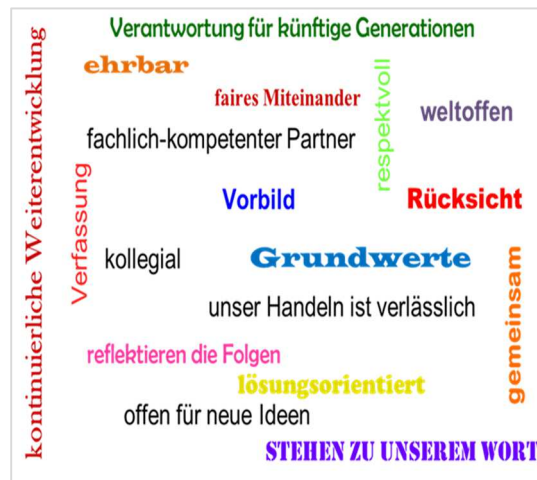 Verantwortung für künftige Generationen
kontinuierliche Weiterentwicklung
ehrbar
faires Miteinander
respektvoll
weltoffen
fachlich-kompetenter Partner
Verfassung
Vorbild
Rücksicht
kollegial
Grundwerte
gemeinsam
unser Handeln ist verlässlich
reflektieren die Folgen
lösungsorientiert
offen für neue Ideen
STEHEN ZU UNSEREM WORT